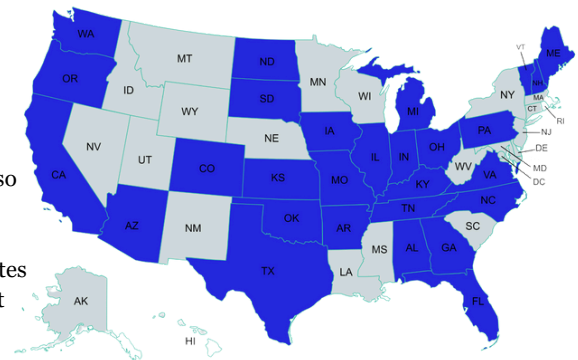 WA
OR
CA
NV
ID
MT
WY
UT
AZ
NM
CO
ND
SD
NE
KS
OK
TX
MN
IA
MO
AR
LA
WI
IL
MI
IN
OH
KY
TN
MS
AL
GA
FL
SC
NC
VA
WV
PA
NY
VT
NH
ME
MA
CT
RI
NJ
DE
MD
DC
AK
HI
so
tes
t